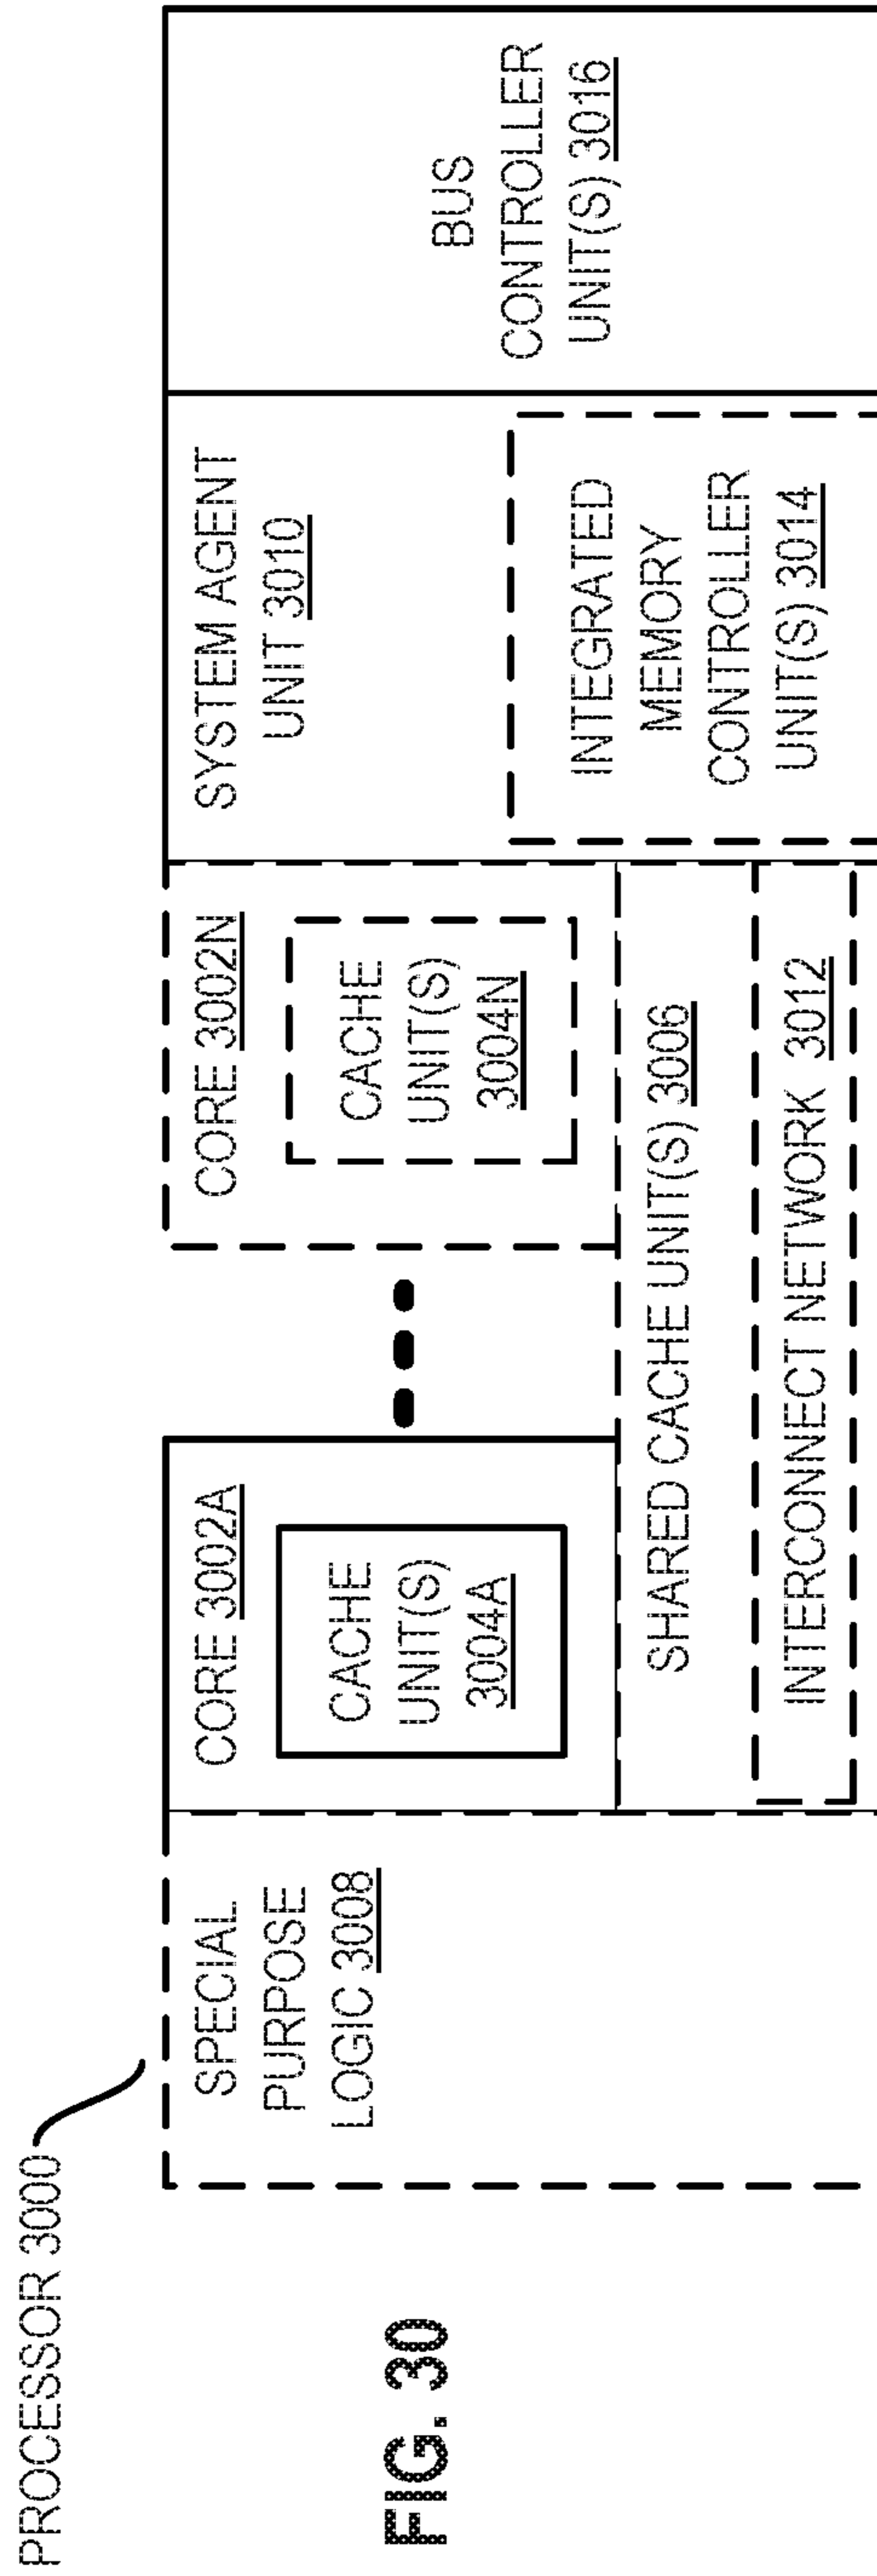 PROCESSOR 3000
SPECIAL
PURPOSE
LOGIC 3008
CORE 3002A
CACHE
UNIT(S)
3004A
CORE 3002N
CACHE
UNIT(S)
3004N
SHARED CACHE UNIT(S) 3006
INTERCONNECT NETWORK 3012
SYSTEM AGENT
UNIT 3010
INTEGRATED
MEMORY
CONTROLLER
UNIT(S) 3014
BUS
CONTROLLER
UNIT(S) 3016
FIG. 30